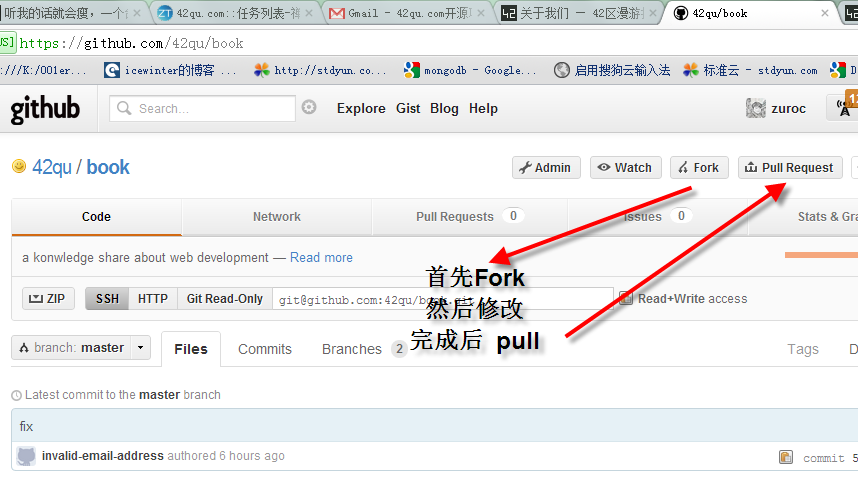 听我的话就会瘦，一个
42qu.com::任务列表-禅
Gmail - 42qu.com开源项
关于我们 — 42区漫游
42qu/book
US]
https://github.com/42qu/book
:///K:/001er...
icewinter的博客 ...
http://stdyun.co...
mongodb - Google...
启用搜狗云输入法
标准云 - stdyun.com
D
github
Search...
Explore
Gist
Blog
Help
zuroc
12
42qu / book
Admin
Watch
Fork
Pull Request
Code
Network
Pull Requests 0
Issues 0
Stats & Gra
a konwledge share about web development — Read more
ZIP
SSH
HTTP
Git Read-Only
git@github.com:42qu/book.git
Read+Write access
首先Fork
然后修改
完成后 pull
branch: master
Files
Commits
Branches 2
Tags
D
Latest commit to the master branch
fix
invalid-email-address authored 6 hours ago
commit 5